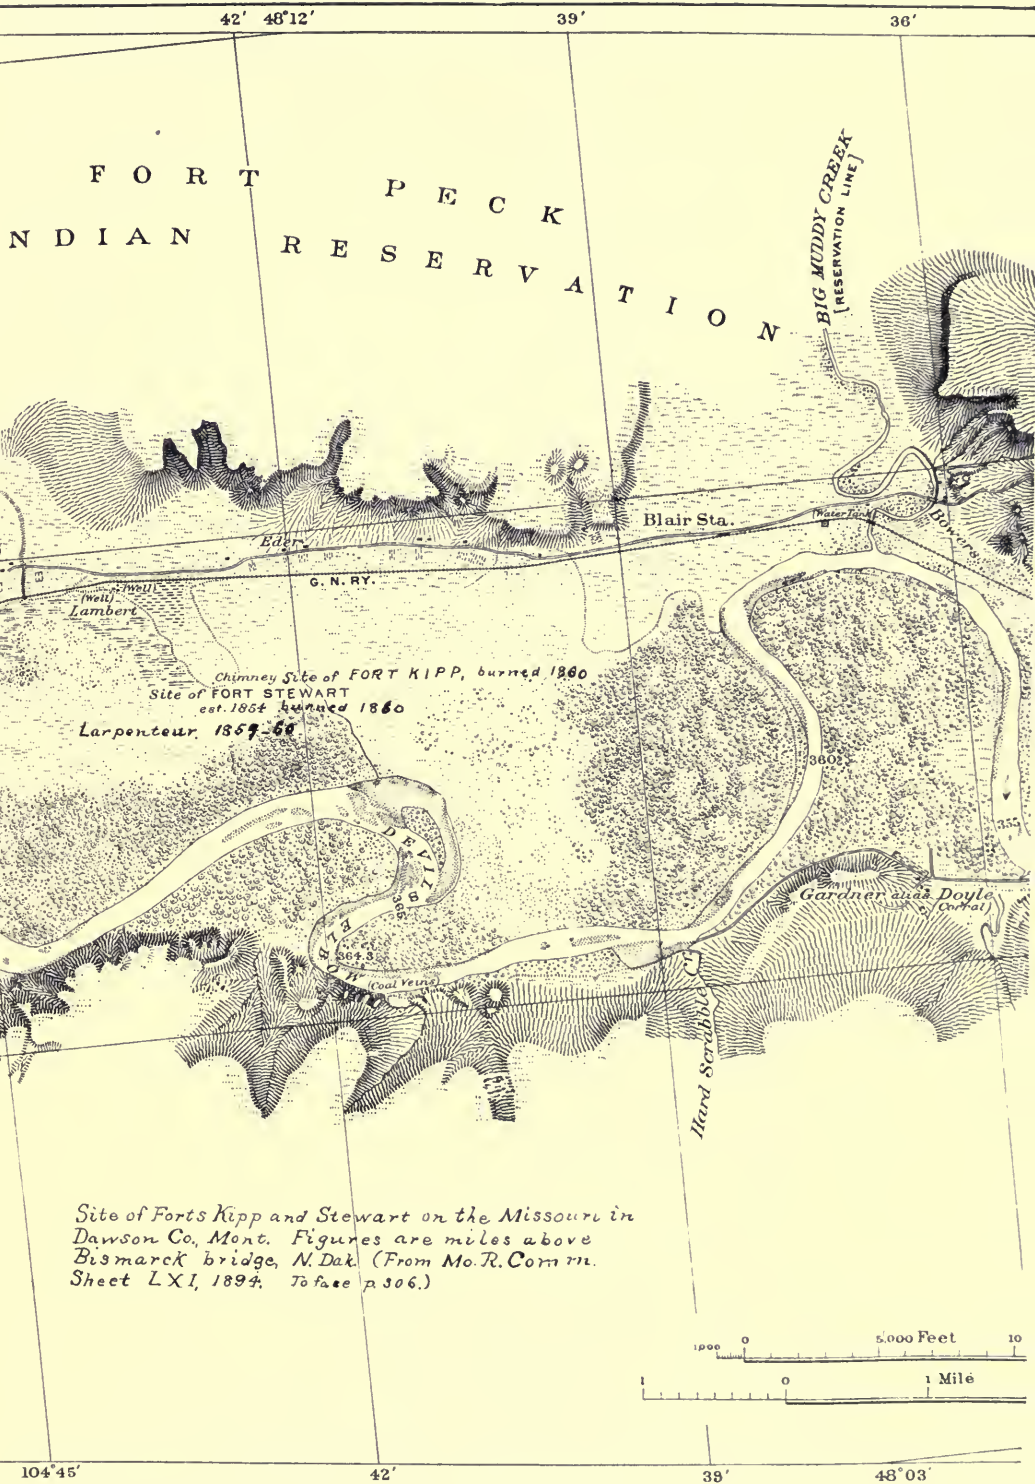 42' 48°12' 39' 36'
FORT PECK
NDIAN RESERVATION
BIG MUDDY CREEK
[RESERVATION LINE]
Blair Sta.
(Water Tank)
Bowers
Eder
G. N. RY.
(Well)
(Well)
Lambert
Chimney Site of FORT KIPP, burned 1860
Site of FORT STEWART
est. 1854 burned 1860
Larpenteur 1859-60
360
355
DEVILS ELBOW
365
364.3
(Coal Veins)
Gardner alias Doyle
(Corral)
Hard Scrabble
Site of Forts Kipp and Stewart on the Missouri in
Dawson Co., Mont. Figures are miles above
Bismarck bridge, N. Dak. (From Mo. R. Comm.
Sheet LXI, 1894. To face p. 306.)
1,000 0 5,000 Feet 10
1 0 1 Mile
104°45' 42' 39' 48°03'